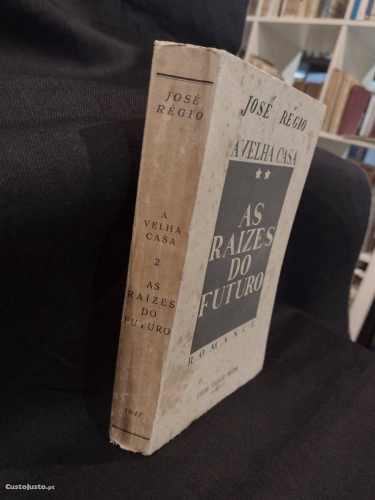 JOSÉ
RÉGIO
A
VELHA
CASA
2
AS
RAÍZES
DO
FUTURO
1947
JOSÉ RÉGIO
A VELHA CASA
**
AS
RAIZES
DO
FUTURO
ROMANCE
Custojusto.pt